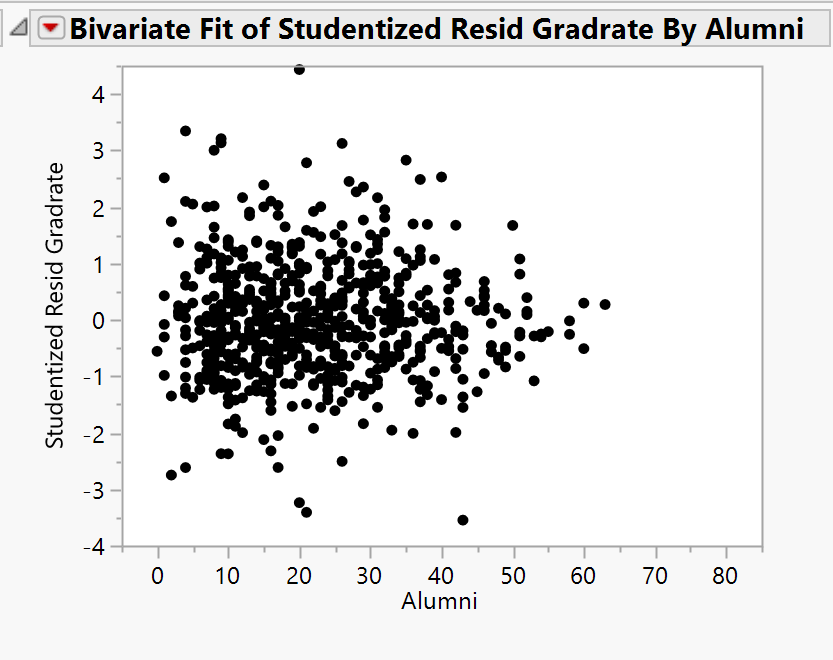 Bivariate Fit of Studentized Resid Gradrate By Alumni
Studentized Resid Gradrate
4
3
2
1
0
-1
-2
-3
-4
0 10 20 30 40 50 60 70 80
Alumni